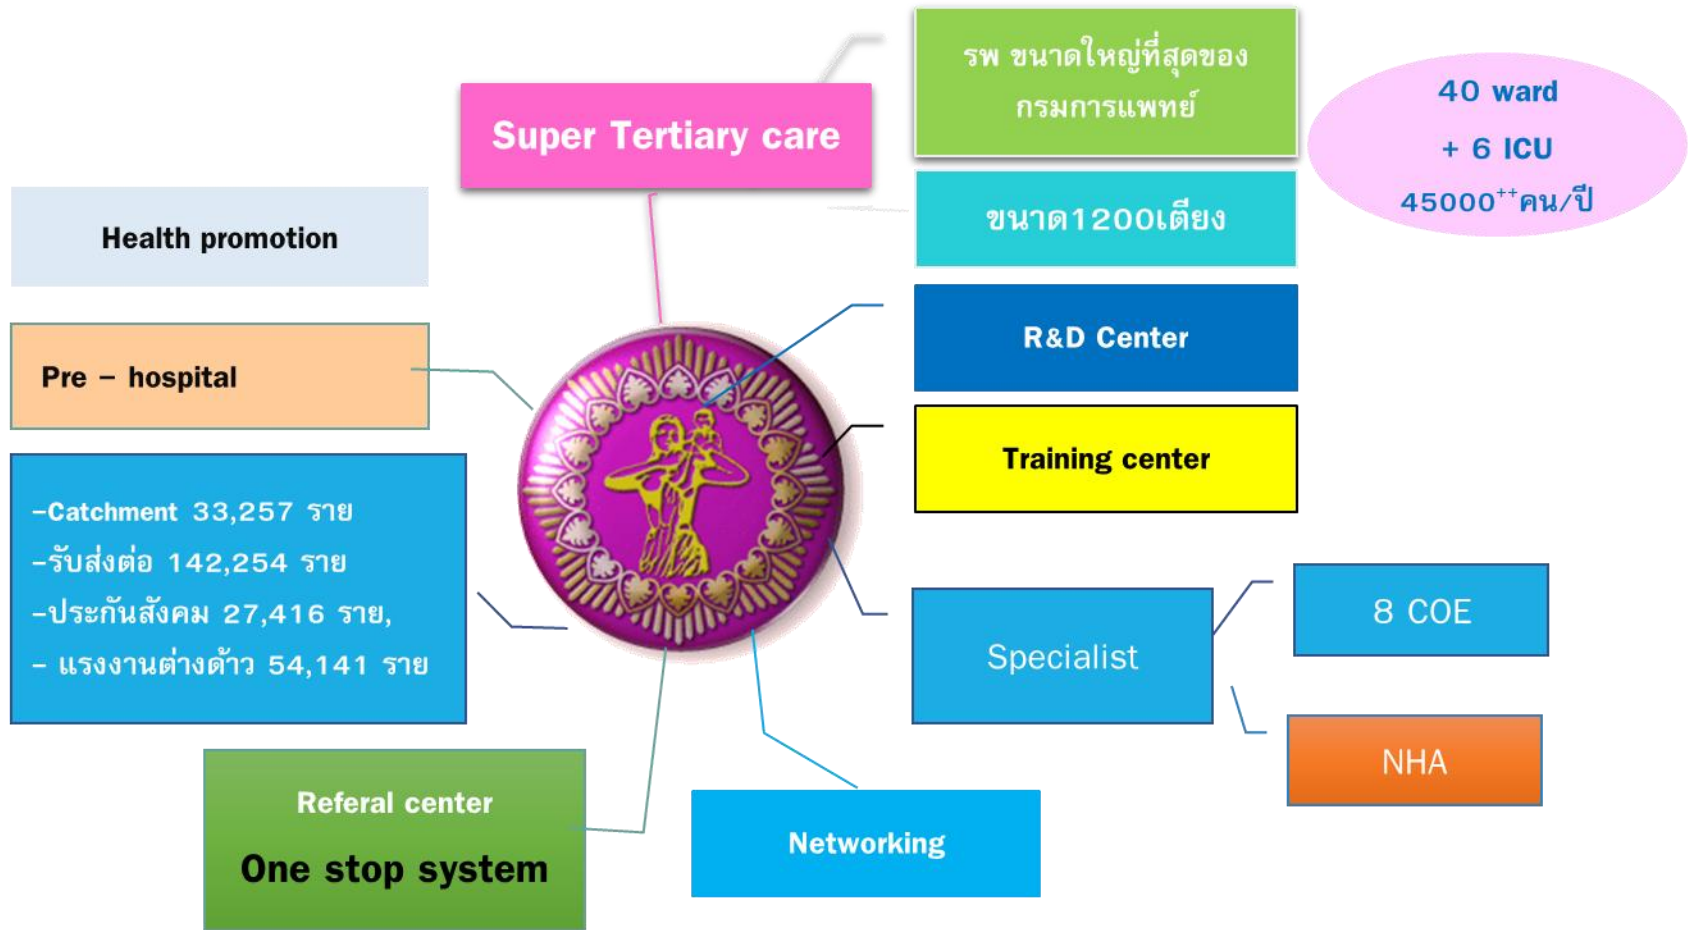 Super Tertiary care
รพ ขนาดใหญ่ที่สุดของ
กรมการแพทย์
40 ward
+ 6 ICU
45000++คน/ปี
ขนาด1200เตียง
Health promotion
R&D Center
Pre – hospital
Training center
–Catchment 33,257 ราย
–รับส่งต่อ 142,254 ราย
–ประกันสังคม 27,416 ราย,
– แรงงานต่างด้าว 54,141 ราย
Specialist
8 COE
NHA
Referal center
One stop system
Networking